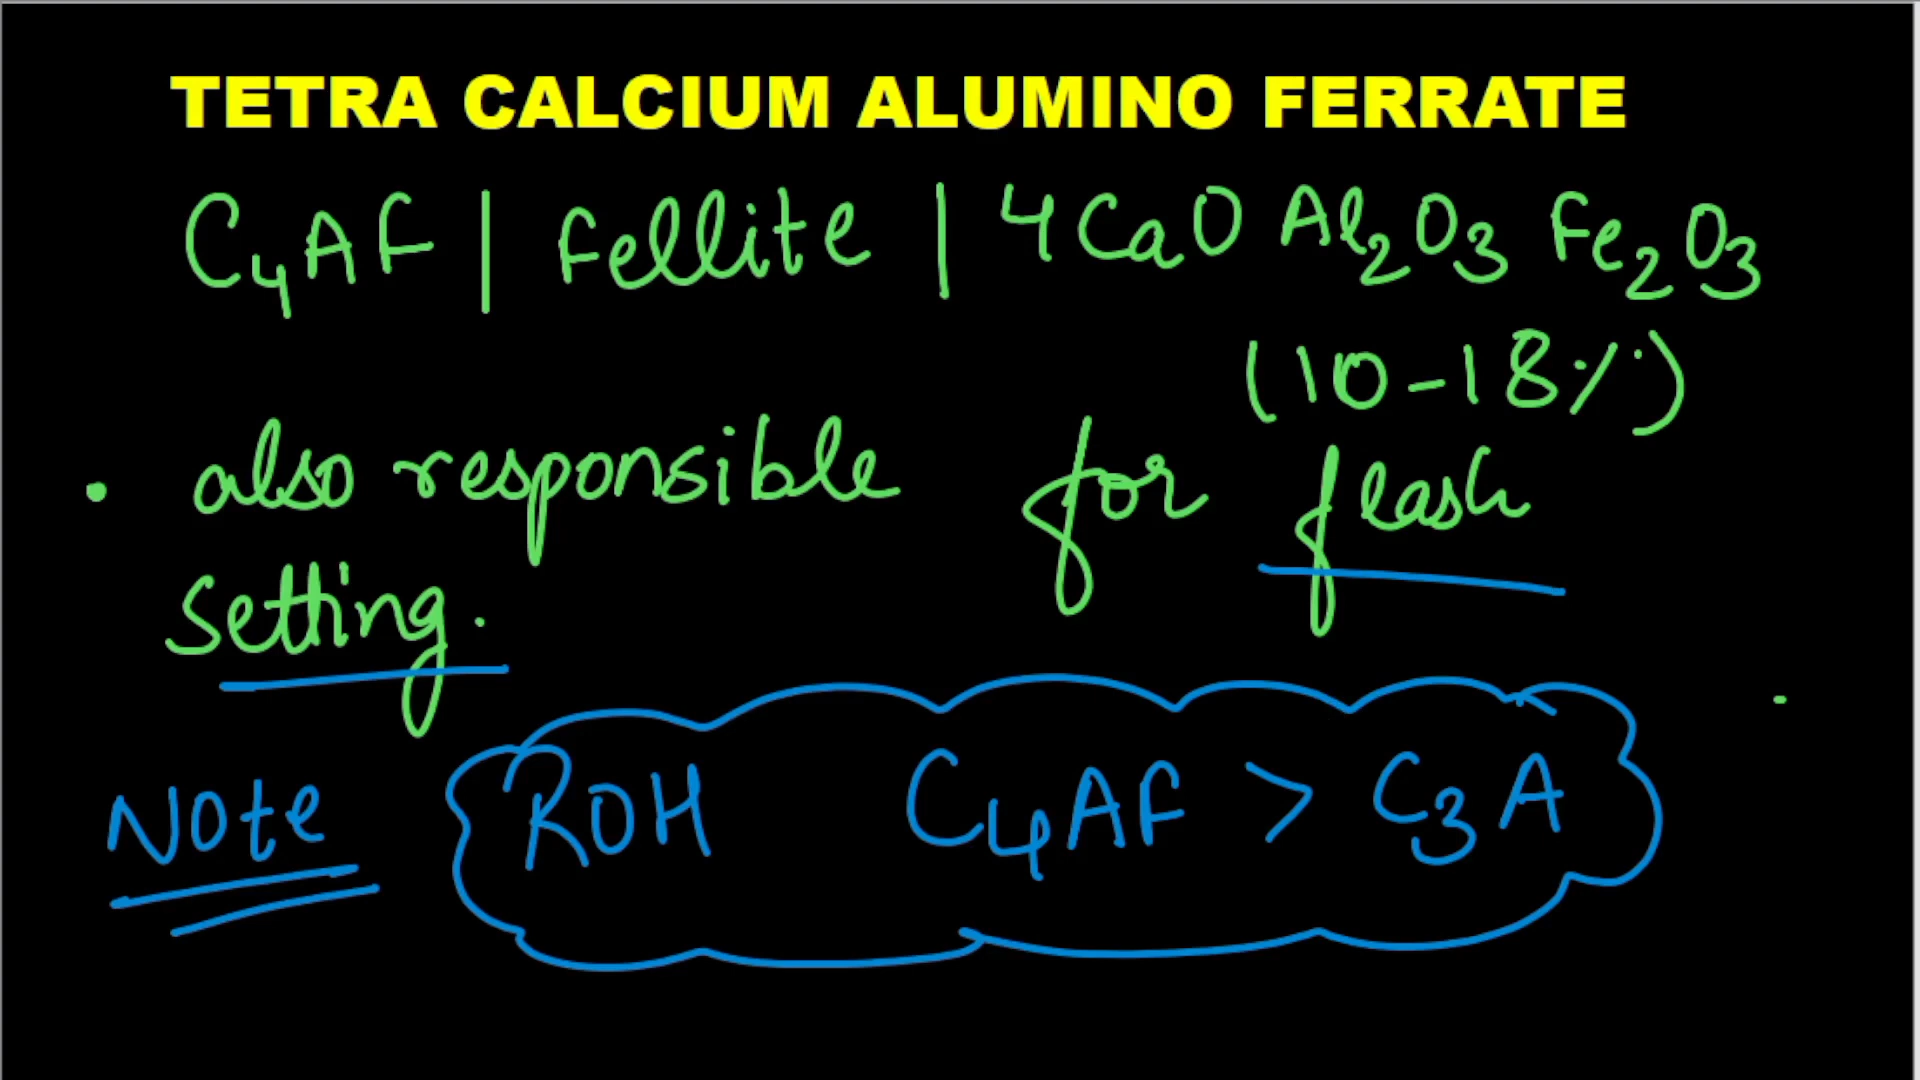 TETRA CALCIUM ALUMINO FERRATE
C₄AF | Fellite | 4CaO Al₂O₃ Fe₂O₃
(10-18%)
• also responsible for flash
setting.
Note ROH C₄AF > C₃A